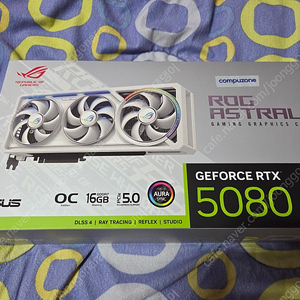 REPUBLIC OF
GAMERS
compuzone
ROG
ASTRAL
GAMING GRAPHICS C
GEFORCE RTX
5080
SUS
OC
16GB
GDDR7
PCIe
5.0
AURA
SYNC
DLSS 4 | RAY TRACING | REFLEX | STUDIO